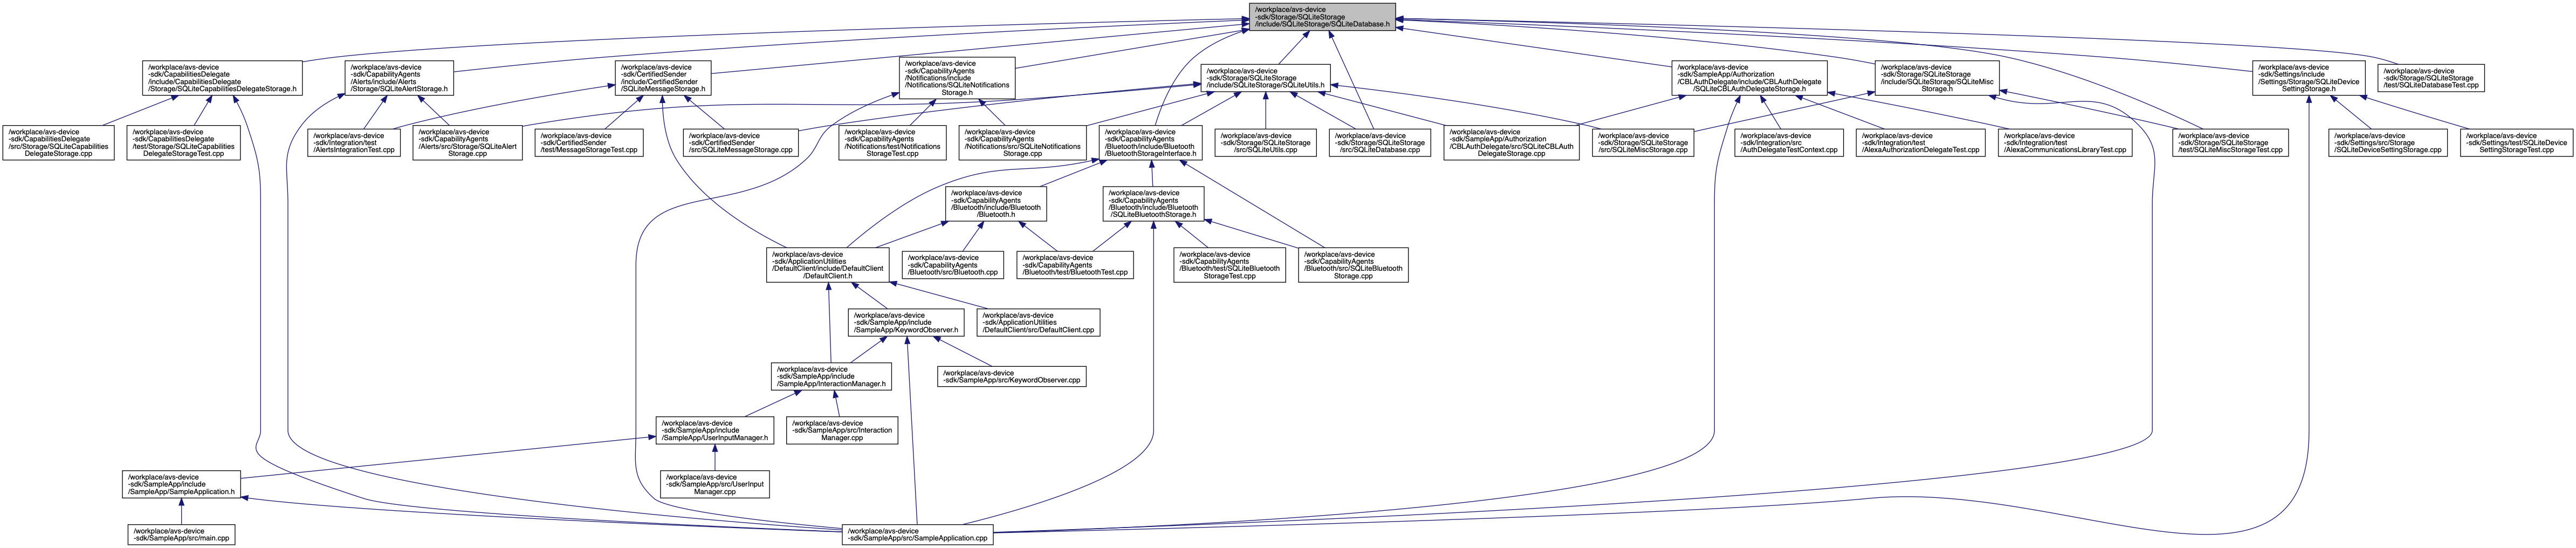 /workplace/avs-device
-sdk/Storage/SQLiteStorage
/include/SQLiteStorage/SQLiteDatabase.h
/workplace/avs-device
-sdk/CapabilitiesDelegate
/include/CapabilitiesDelegate
/Storage/SQLiteCapabilitiesDelegateStorage.h
/workplace/avs-device
-sdk/CapabilityAgents
/Alerts/include/Alerts
/Storage/SQLiteAlertStorage.h
/workplace/avs-device
-sdk/CertifiedSender
/include/CertifiedSender
/SQLiteMessageStorage.h
/workplace/avs-device
-sdk/CapabilityAgents
/Notifications/include
/Notifications/SQLiteNotifications
Storage.h
/workplace/avs-device
-sdk/Storage/SQLiteStorage
/include/SQLiteStorage/SQLiteUtils.h
/workplace/avs-device
-sdk/SampleApp/Authorization
/CBLAuthDelegate/include/CBLAuthDelegate
/SQLiteCBLAuthDelegateStorage.h
/workplace/avs-device
-sdk/Storage/SQLiteStorage
/include/SQLiteStorage/SQLiteMisc
Storage.h
/workplace/avs-device
-sdk/Settings/include
/Settings/Storage/SQLiteDevice
SettingStorage.h
/workplace/avs-device
-sdk/Storage/SQLiteStorage
/test/SQLiteDatabaseTest.cpp
/workplace/avs-device
-sdk/CapabilitiesDelegate
/src/Storage/SQLiteCapabilities
DelegateStorage.cpp
/workplace/avs-device
-sdk/CapabilitiesDelegate
/test/Storage/SQLiteCapabilities
DelegateStorageTest.cpp
/workplace/avs-device
-sdk/Integration/test
/AlertsIntegrationTest.cpp
/workplace/avs-device
-sdk/CapabilityAgents
/Alerts/src/Storage/SQLiteAlert
Storage.cpp
/workplace/avs-device
-sdk/CertifiedSender
/test/MessageStorageTest.cpp
/workplace/avs-device
-sdk/CertifiedSender
/src/SQLiteMessageStorage.cpp
/workplace/avs-device
-sdk/CapabilityAgents
/Notifications/test/Notifications
StorageTest.cpp
/workplace/avs-device
-sdk/CapabilityAgents
/Notifications/src/SQLiteNotifications
Storage.cpp
/workplace/avs-device
-sdk/CapabilityAgents
/Bluetooth/include/Bluetooth
/BluetoothStorageInterface.h
/workplace/avs-device
-sdk/Storage/SQLiteStorage
/src/SQLiteUtils.cpp
/workplace/avs-device
-sdk/Storage/SQLiteStorage
/src/SQLiteDatabase.cpp
/workplace/avs-device
-sdk/SampleApp/Authorization
/CBLAuthDelegate/src/SQLiteCBLAuth
DelegateStorage.cpp
/workplace/avs-device
-sdk/Storage/SQLiteStorage
/src/SQLiteMiscStorage.cpp
/workplace/avs-device
-sdk/Integration/src
/AuthDelegateTestContext.cpp
/workplace/avs-device
-sdk/Integration/test
/AlexaAuthorizationDelegateTest.cpp
/workplace/avs-device
-sdk/Integration/test
/AlexaCommunicationsLibraryTest.cpp
/workplace/avs-device
-sdk/Storage/SQLiteStorage
/test/SQLiteMiscStorageTest.cpp
/workplace/avs-device
-sdk/Settings/src/Storage
/SQLiteDeviceSettingStorage.cpp
/workplace/avs-device
-sdk/Settings/test/SQLiteDevice
SettingStorageTest.cpp
/workplace/avs-device
-sdk/CapabilityAgents
/Bluetooth/include/Bluetooth
/Bluetooth.h
/workplace/avs-device
-sdk/CapabilityAgents
/Bluetooth/include/Bluetooth
/SQLiteBluetoothStorage.h
/workplace/avs-device
-sdk/ApplicationUtilities
/DefaultClient/include/DefaultClient
/DefaultClient.h
/workplace/avs-device
-sdk/CapabilityAgents
/Bluetooth/src/Bluetooth.cpp
/workplace/avs-device
-sdk/CapabilityAgents
/Bluetooth/test/BluetoothTest.cpp
/workplace/avs-device
-sdk/CapabilityAgents
/Bluetooth/test/SQLiteBluetooth
StorageTest.cpp
/workplace/avs-device
-sdk/CapabilityAgents
/Bluetooth/src/SQLiteBluetooth
Storage.cpp
/workplace/avs-device
-sdk/SampleApp/include
/SampleApp/KeywordObserver.h
/workplace/avs-device
-sdk/ApplicationUtilities
/DefaultClient/src/DefaultClient.cpp
/workplace/avs-device
-sdk/SampleApp/include
/SampleApp/InteractionManager.h
/workplace/avs-device
-sdk/SampleApp/src/KeywordObserver.cpp
/workplace/avs-device
-sdk/SampleApp/include
/SampleApp/UserInputManager.h
/workplace/avs-device
-sdk/SampleApp/src/Interaction
Manager.cpp
/workplace/avs-device
-sdk/SampleApp/include
/SampleApp/SampleApplication.h
/workplace/avs-device
-sdk/SampleApp/src/UserInput
Manager.cpp
/workplace/avs-device
-sdk/SampleApp/src/main.cpp
/workplace/avs-device
-sdk/SampleApp/src/SampleApplication.cpp